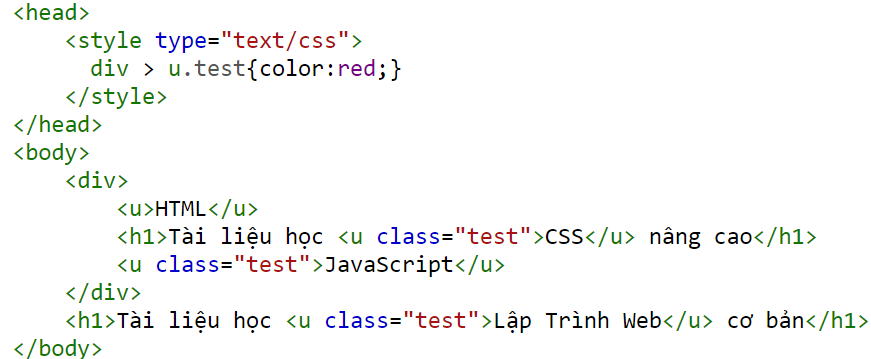 <head>
<style type="text/css">
div > u.test{color:red;}
</style>
</head>
<body>
<div>
<u>HTML</u>
<h1>Tài liệu học <u class="test">CSS</u> nâng cao</h1>
<u class="test">JavaScript</u>
</div>
<h1>Tài liệu học <u class="test">Lập Trình Web</u> cơ bản</h1>
</body>